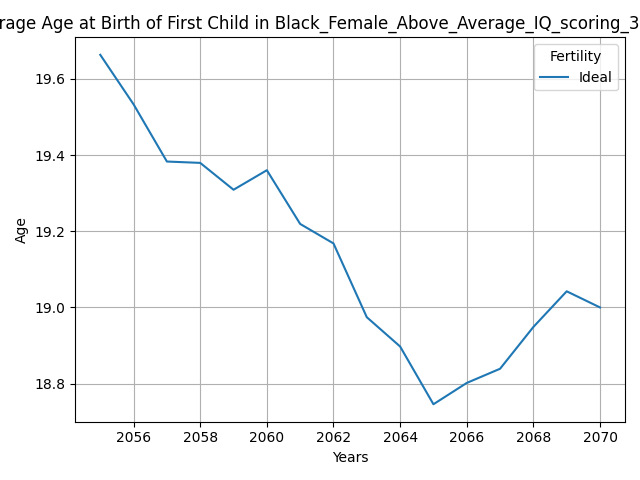 rage Age at Birth of First Child in Black_Female_Above_Average_IQ_scoring_3
Fertility
Ideal
19.6
19.4
19.2
19.0
18.8
Age
2056 2058 2060 2062 2064 2066 2068 2070
Years